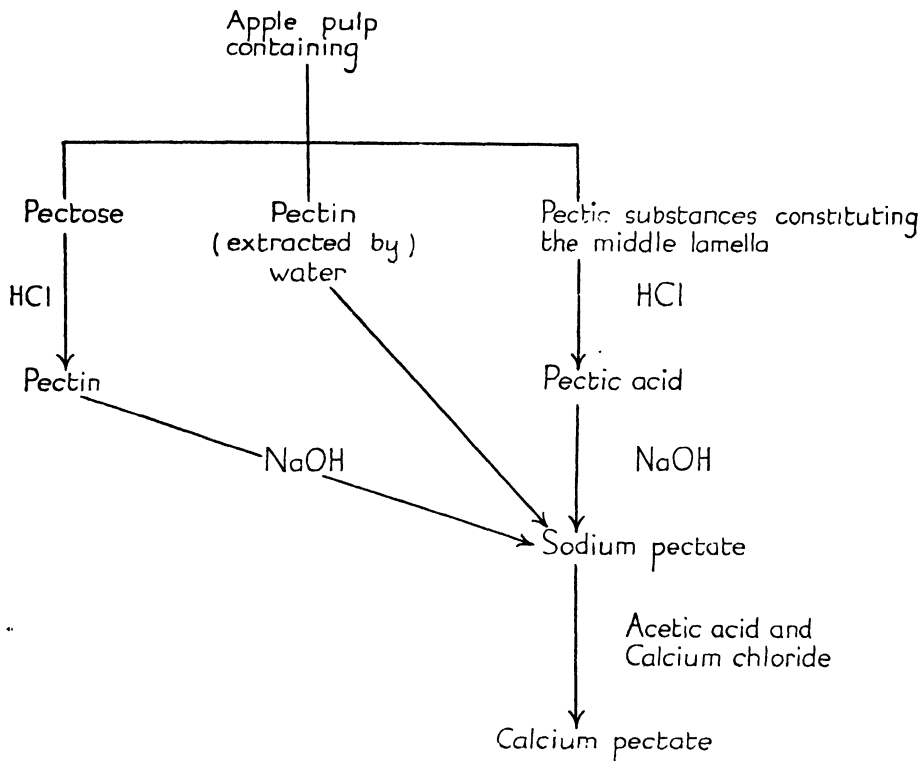 Apple pulp
containing
Pectose
Pectin
(extracted by)
water
Pectic substances constituting
the middle lamella
HCl
HCl
Pectin
Pectic acid
NaOH
NaOH
Sodium pectate
Acetic acid and
Calcium chloride
Calcium pectate